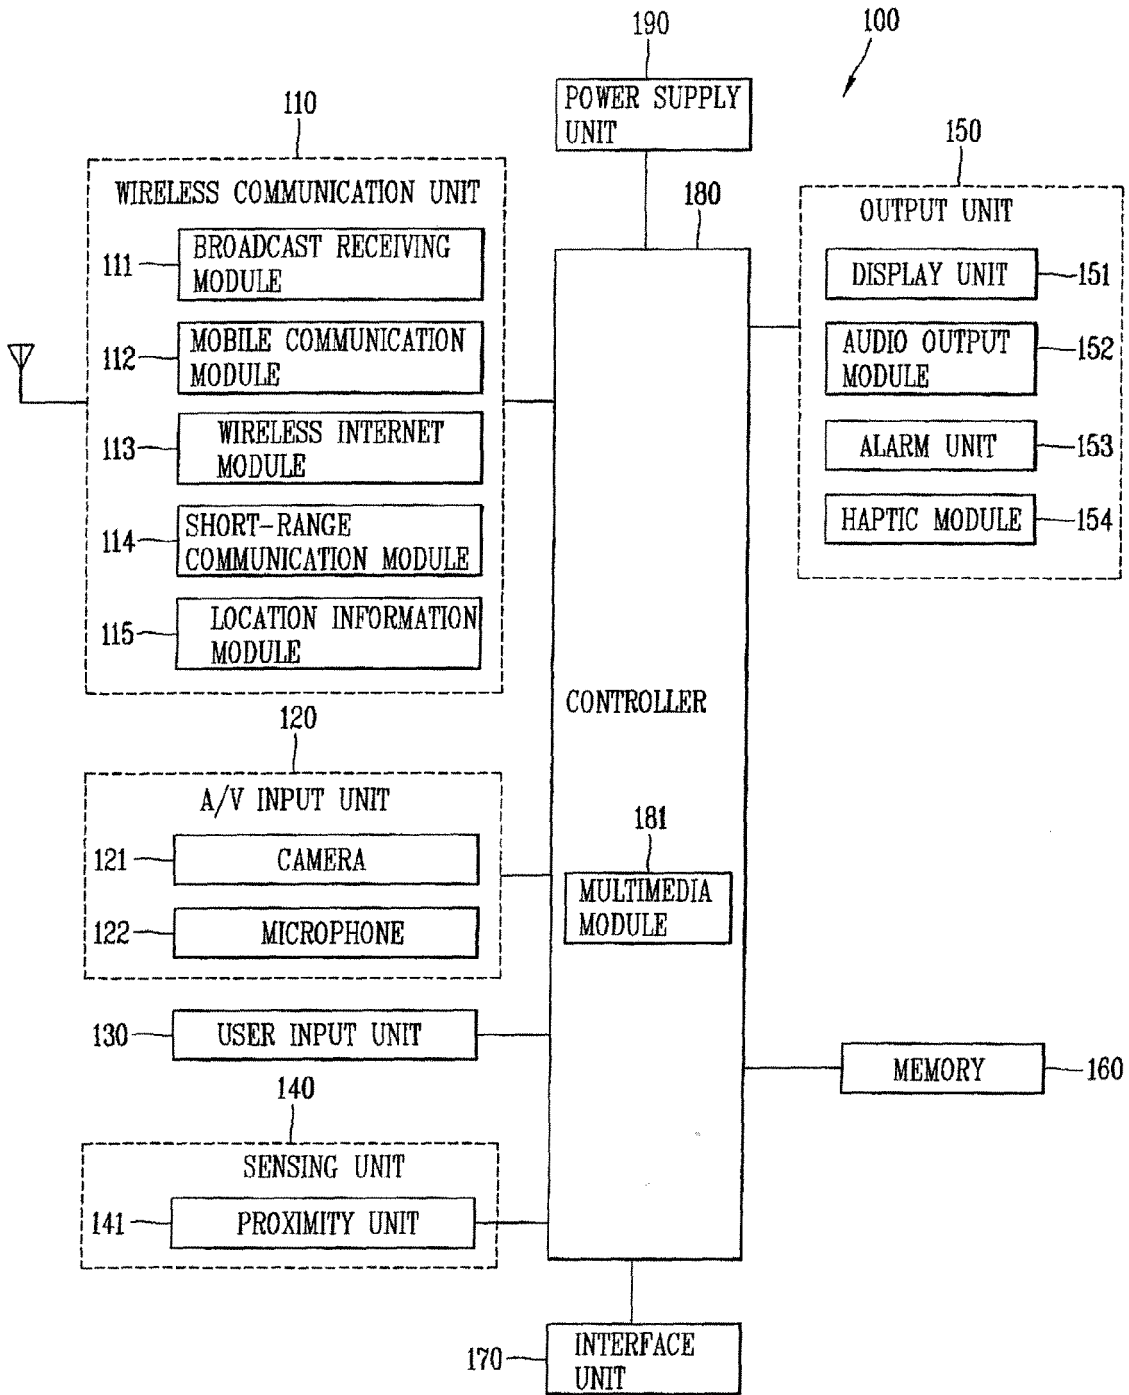 190
100
POWER SUPPLY
UNIT
110
WIRELESS COMMUNICATION UNIT
111
BROADCAST RECEIVING
MODULE
112
MOBILE COMMUNICATION
MODULE
113
WIRELESS INTERNET
MODULE
114
SHORT-RANGE
COMMUNICATION MODULE
115
LOCATION INFORMATION
MODULE
180
150
OUTPUT UNIT
DISPLAY UNIT
151
AUDIO OUTPUT
MODULE
152
ALARM UNIT
153
HAPTIC MODULE
154
CONTROLLER
120
A/V INPUT UNIT
121
CAMERA
122
MICROPHONE
181
MULTIMEDIA
MODULE
130
USER INPUT UNIT
MEMORY
160
140
SENSING UNIT
141
PROXIMITY UNIT
170
INTERFACE
UNIT